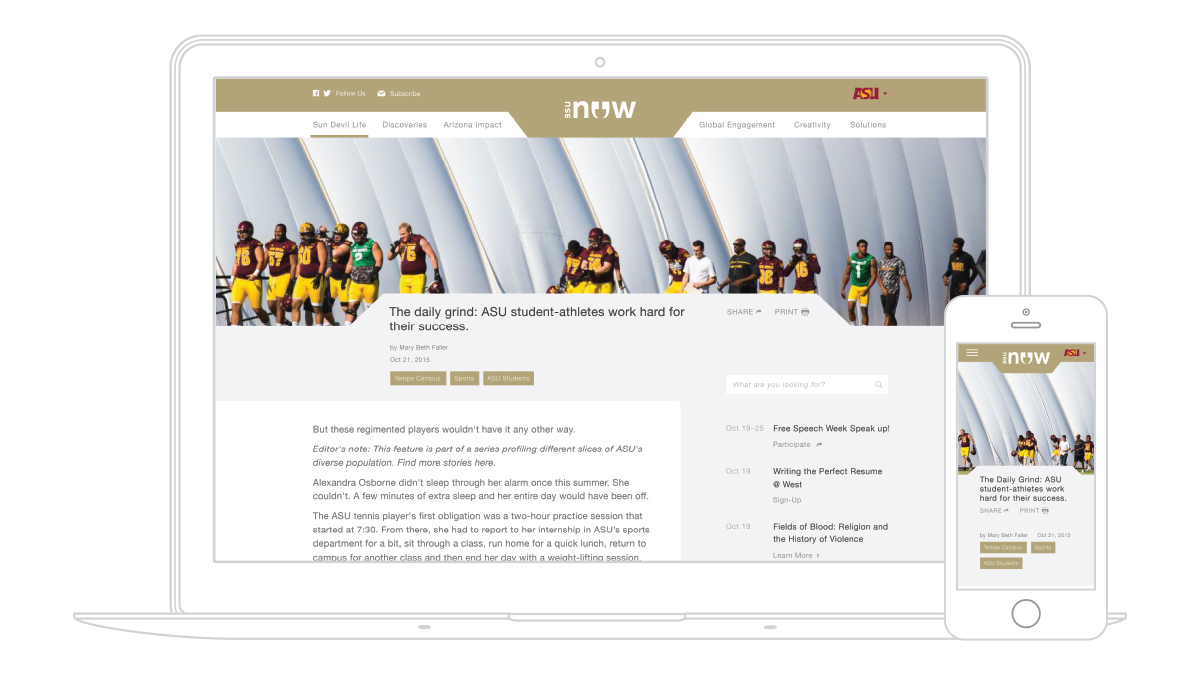 Follow Us Subscribe
ASU
asu now
Sun Devil Life Discoveries Arizona Impact Global Engagement Creativity Solutions
76 57 50 2 75 1 16
The daily grind: ASU student-athletes work hard for
their success.
by Mary Beth Faller
Oct 21, 2015
Tempe Campus Sports ASU Students
SHARE PRINT
What are you looking for?
But these regimented players wouldn't have it any other way.
Editor's note: This feature is part of a series profiling different slices of ASU's
diverse population. Find more stories here.
Alexandra Osborne didn't sleep through her alarm once this summer. She
couldn't. A few minutes of extra sleep and her entire day would have been off.
The ASU tennis player's first obligation was a two-hour practice session that
started at 7:30. From there, she had to report to her internship in ASU's sports
department for a bit, sit through a class, run home for a quick lunch, return to
campus for another class and then end her day with a weight-lifting session.
Oct 19–25 Free Speech Week Speak up!
Participate
Oct 19 Writing the Perfect Resume
@ West
Sign-Up
Oct 19 Fields of Blood: Religion and
the History of Violence
Learn More
asu now
ASU
The Daily Grind: ASU
student-athletes work
hard for their success.
SHARE PRINT
by Mary Beth Faller Oct 21, 2015
Tempe Campus Sports
ASU Students